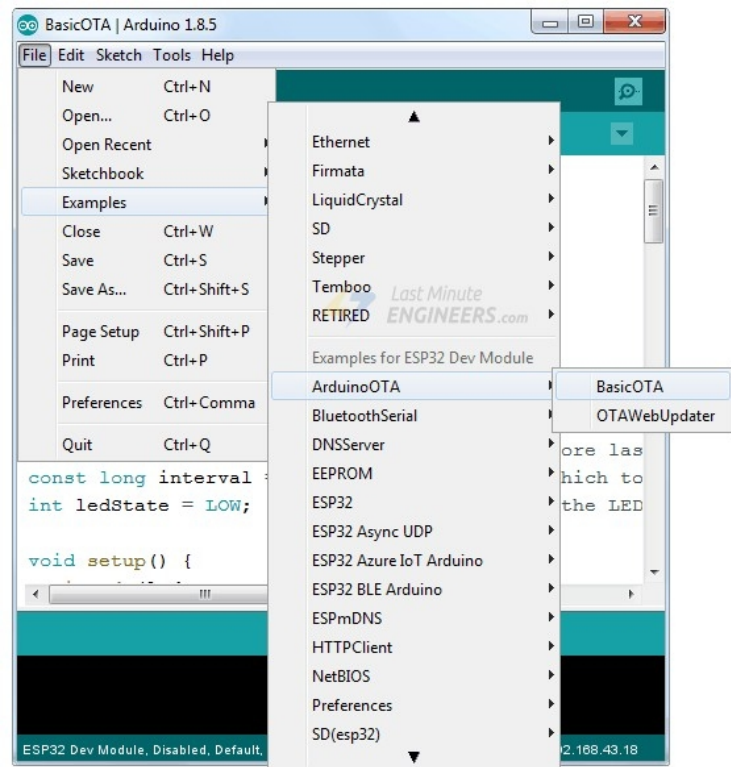 BasicOTA | Arduino 1.8.5
File Edit Sketch Tools Help
New Ctrl+N
Open... Ctrl+O
Open Recent
Sketchbook
Examples
Close Ctrl+W
Save Ctrl+S
Save As... Ctrl+Shift+S
Page Setup Ctrl+Shift+P
Print Ctrl+P
Preferences Ctrl+Comma
Quit Ctrl+Q
Ethernet
Firmata
LiquidCrystal
SD
Stepper
Temboo
RETIRED
Last Minute
ENGINEERS.com
Examples for ESP32 Dev Module
ArduinoOTA
BluetoothSerial
DNSServer
EEPROM
ESP32
ESP32 Async UDP
ESP32 Azure IoT Arduino
ESP32 BLE Arduino
ESPmDNS
HTTPClient
NetBIOS
Preferences
SD(esp32)
BasicOTA
OTAWebUpdater
ore las
const long interval = hich to
int ledState = LOW; the LED
void setup() {
ESP32 Dev Module, Disabled, Default, 2.168.43.18